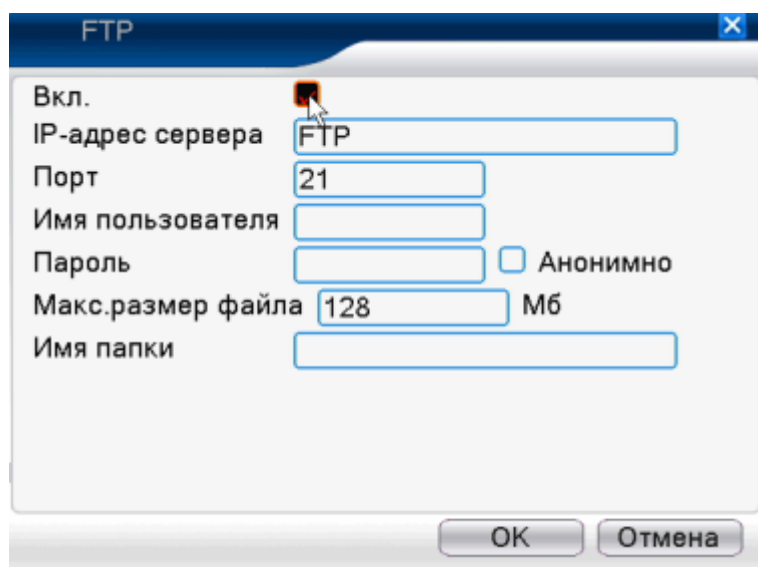 FTP
Вкл.
IP-адрес сервера FTP
Порт 21
Имя пользователя
Пароль Анонимно
Макс.размер файла 128 Мб
Имя папки
OK Отмена